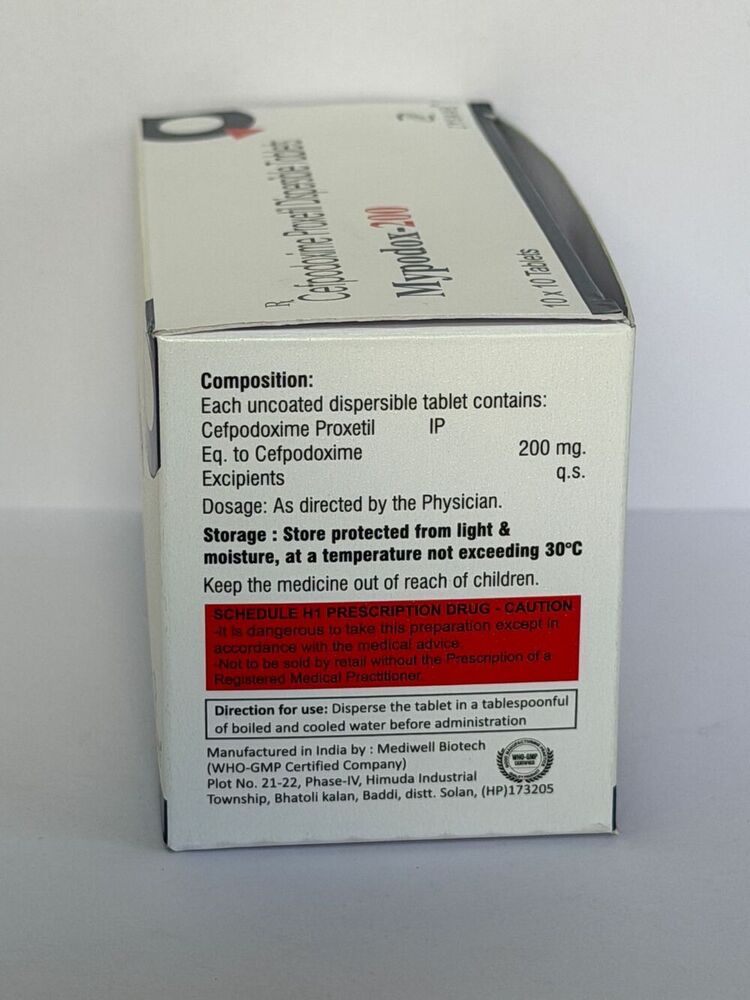 Rx
Cefpodoxime Proxetil Dispersible Tablets
Mypodox-200
10 x 10 Tablets
Composition:
Each uncoated dispersible tablet contains:
Cefpodoxime Proxetil IP
Eq. to Cefpodoxime 200 mg.
Excipients q.s.
Dosage: As directed by the Physician.
Storage : Store protected from light &
moisture, at a temperature not exceeding 30°C
Keep the medicine out of reach of children.
SCHEDULE H1 PRESCRIPTION DRUG - CAUTION
-It is dangerous to take this preparation except in
accordance with the medical advice.
-Not to be sold by retail without the Prescription of a
Registered Medical Practitioner.
Direction for use: Disperse the tablet in a tablespoonful
of boiled and cooled water before administration
Manufactured in India by : Mediwell Biotech
(WHO-GMP Certified Company)
Plot No. 21-22, Phase-IV, Himuda Industrial
Township, Bhatoli kalan, Baddi, distt. Solan, (HP)173205
WHO-GMP
CERTIFIED